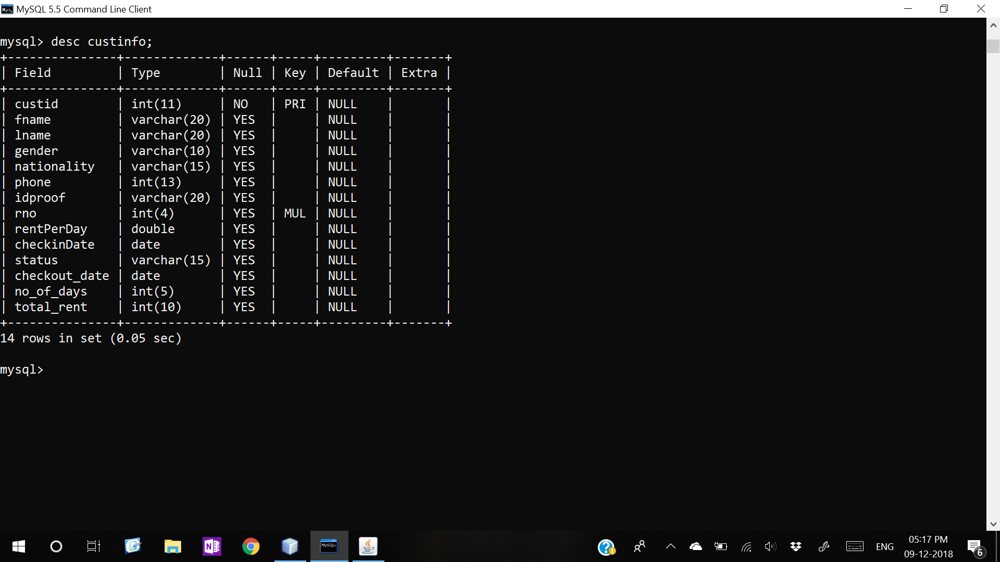 MySQL 5.5 Command Line Client
mysql> desc custinfo;
+---------------+-------------+------+-----+---------+-------+
| Field         | Type        | Null | Key | Default | Extra |
+---------------+-------------+------+-----+---------+-------+
| custid        | int(11)     | NO   | PRI | NULL    |       |
| fname         | varchar(20) | YES  |     | NULL    |       |
| lname         | varchar(20) | YES  |     | NULL    |       |
| gender        | varchar(10) | YES  |     | NULL    |       |
| nationality   | varchar(15) | YES  |     | NULL    |       |
| phone         | int(13)     | YES  |     | NULL    |       |
| idproof       | varchar(20) | YES  |     | NULL    |       |
| rno           | int(4)      | YES  | MUL | NULL    |       |
| rentPerDay    | double      | YES  |     | NULL    |       |
| checkinDate   | date        | YES  |     | NULL    |       |
| status        | varchar(15) | YES  |     | NULL    |       |
| checkout_date | date        | YES  |     | NULL    |       |
| no_of_days    | int(5)      | YES  |     | NULL    |       |
| total_rent    | int(10)     | YES  |     | NULL    |       |
+---------------+-------------+------+-----+---------+-------+
14 rows in set (0.05 sec)
mysql>
N
MySQL>
ENG
05:17 PM
09-12-2018
6